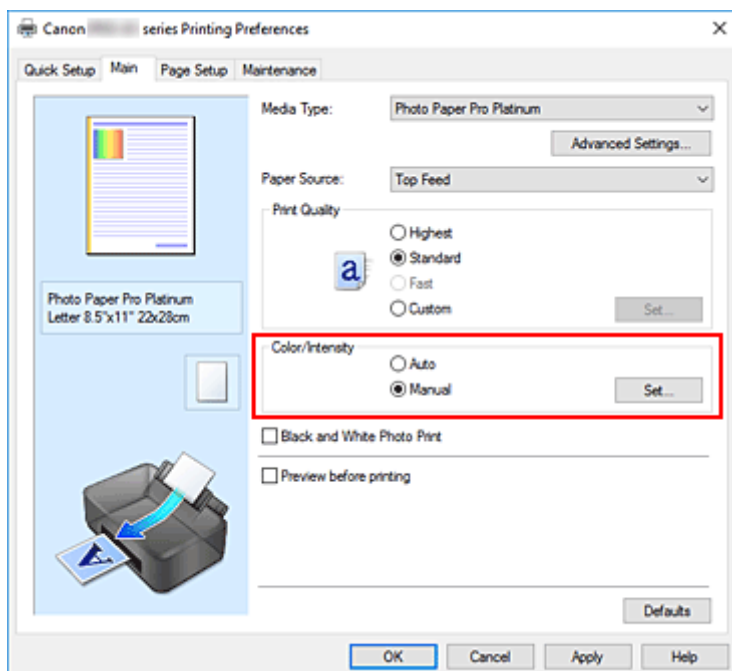 Canon series Printing Preferences
Quick Setup Main Page Setup Maintenance
Media Type: Photo Paper Pro Platinum
Advanced Settings...
Paper Source: Top Feed
Print Quality
Highest
a Standard
Fast
Custom Set...
Photo Paper Pro Platinum
Letter 8.5"x11" 22x28cm
Color/Intensity
Auto
Manual Set...
Black and White Photo Print
Preview before printing
A
Defaults
OK Cancel Apply Help